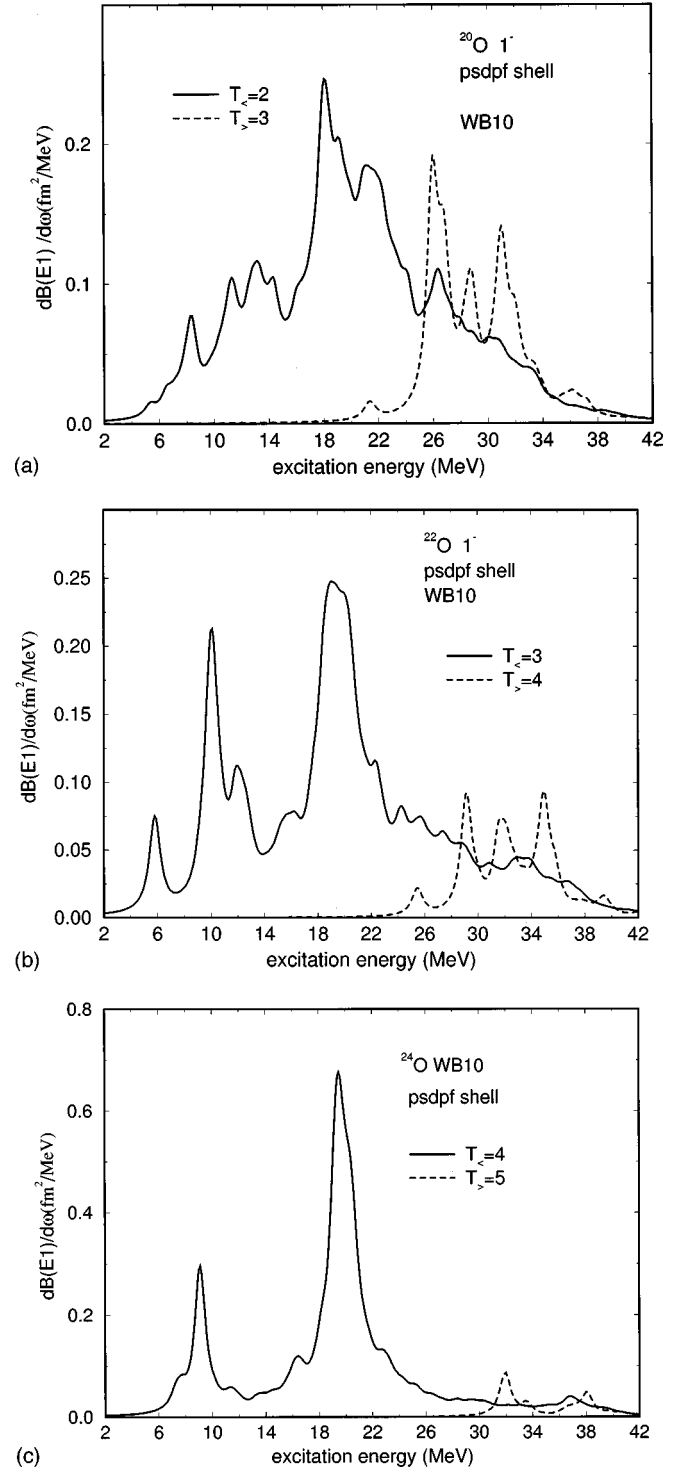 ²⁰O 1⁻
psdpf shell
WB10
T<=2
T>=3
dB(E1) /dω(fm²/MeV)
0.2
0.1
0.0
2 6 10 14 18 22 26 30 34 38 42
excitation energy (MeV)
(a)
²²O 1⁻
psdpf shell
WB10
T<=3
T>=4
dB(E1)/dω(fm²/MeV)
0.25
0.20
0.15
0.10
0.05
0.00
2 6 10 14 18 22 26 30 34 38 42
excitation energy (MeV)
(b)
²⁴O WB10
psdpf shell
T<=4
T>=5
dB(E1)/dω(fm²/MeV)
0.8
0.6
0.4
0.2
0.0
2 6 10 14 18 22 26 30 34 38 42
excitation energy (MeV)
(c)